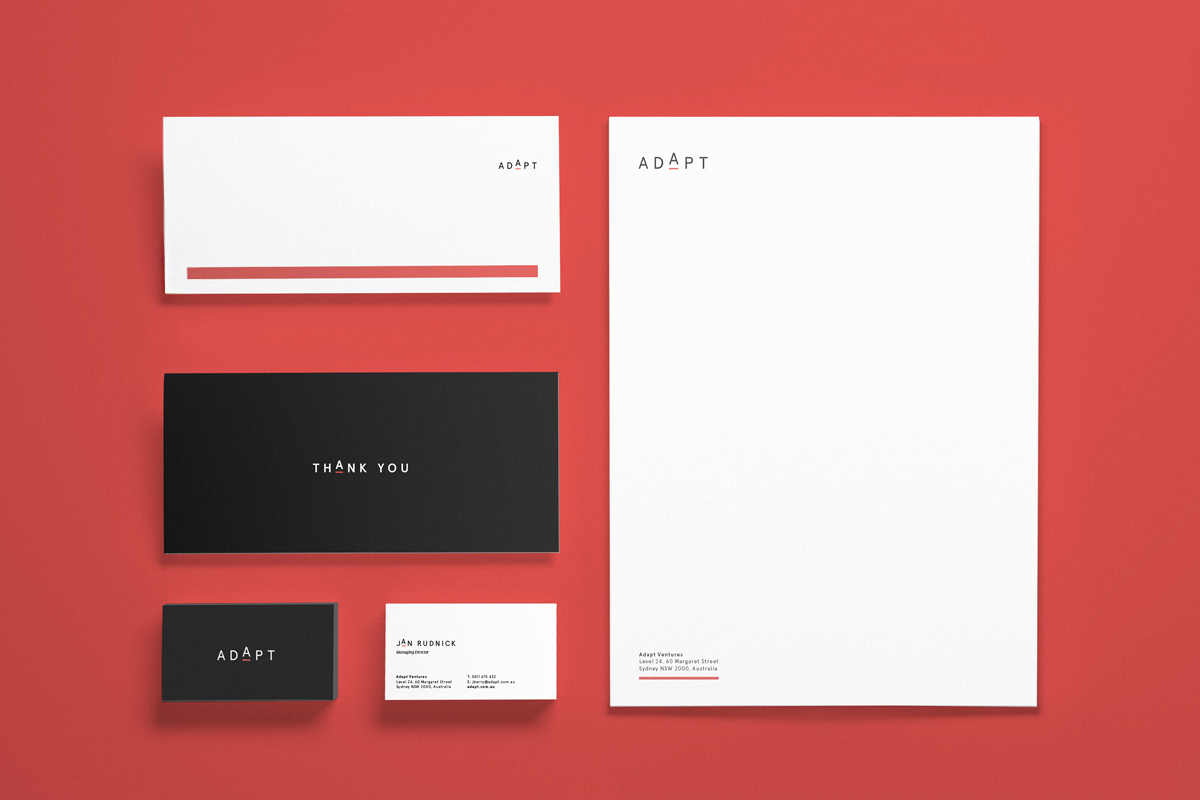 ADAPT
THANK YOU
ADAPT
JAN RUDNICK
Managing Director
Adapt Ventures
Level 24, 60 Margaret Street
Sydney NSW 2000, Australia
T: 0411 475 432
E: jberry@adapt.com.au
adapt.com.au
ADAPT
Adapt Ventures
Level 24, 60 Margaret Street
Sydney NSW 2000, Australia